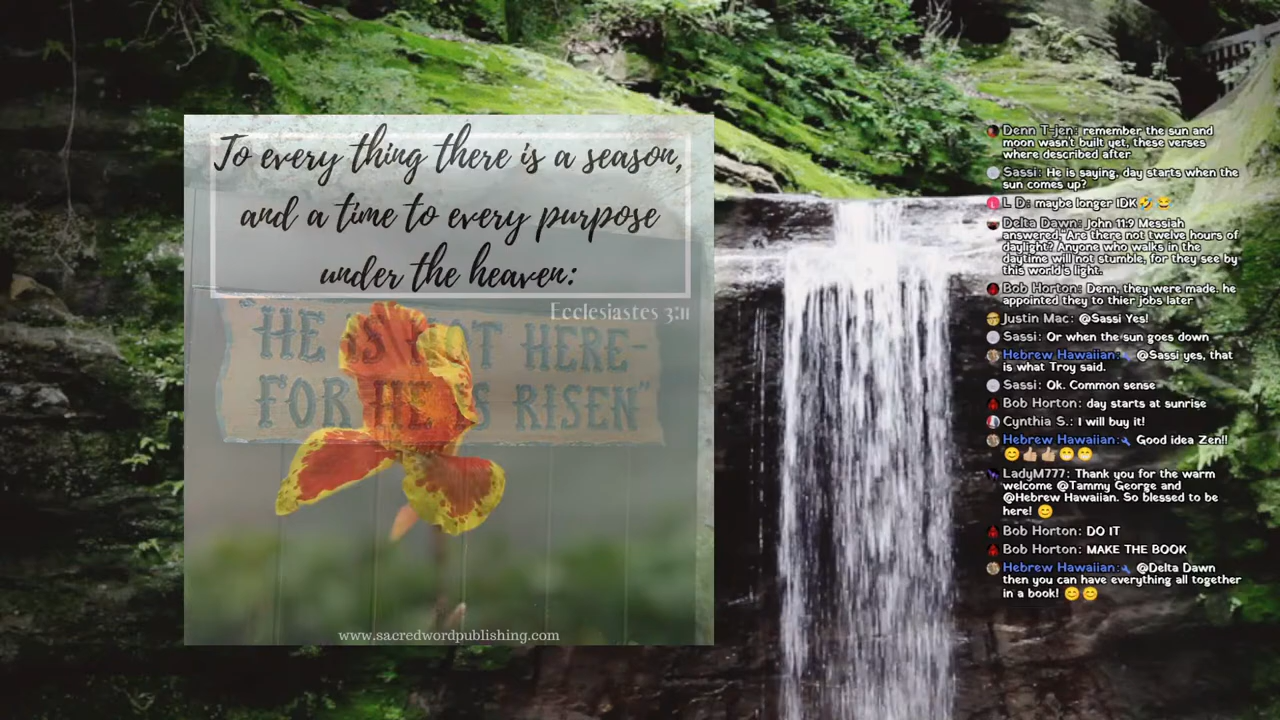 To every thing there is a season,
and a time to every purpose
under the heaven:
Ecclesiastes 3:11
"HE IS NOT HERE-
FOR HE IS RISEN"
www.sacredwordpublishing.com
Denn T-jen: remember the sun and
moon wasn't built yet, these verses
where described after
Sassi: He is saying, day starts when the
sun comes up?
L D: maybe longer IDK🤣 😅
Delta Dawn: John 11:9 Messiah
answered, Are there not twelve hours of
daylight? Anyone who walks in the
daytime will not stumble, for they see by
this world's light.
Bob Horton: Denn, they were made, he
appointed they to thier jobs later
Justin Mac: @Sassi Yes!
Sassi: Or when the sun goes down
Hebrew Hawaiian: @Sassi yes, that
is what Troy said.
Sassi: Ok. Common sense
Bob Horton: day starts at sunrise
Cynthia S.: I will buy it!
Hebrew Hawaiian: Good idea Zen!!
😊👍🏼👍🏼😁😁
LadyM777: Thank you for the warm
welcome @Tammy George and
@Hebrew Hawaiian. So blessed to be
here! 😊
Bob Horton: DO IT
Bob Horton: MAKE THE BOOK
Hebrew Hawaiian: @Delta Dawn
then you can have everything all together
in a book! 😊😊